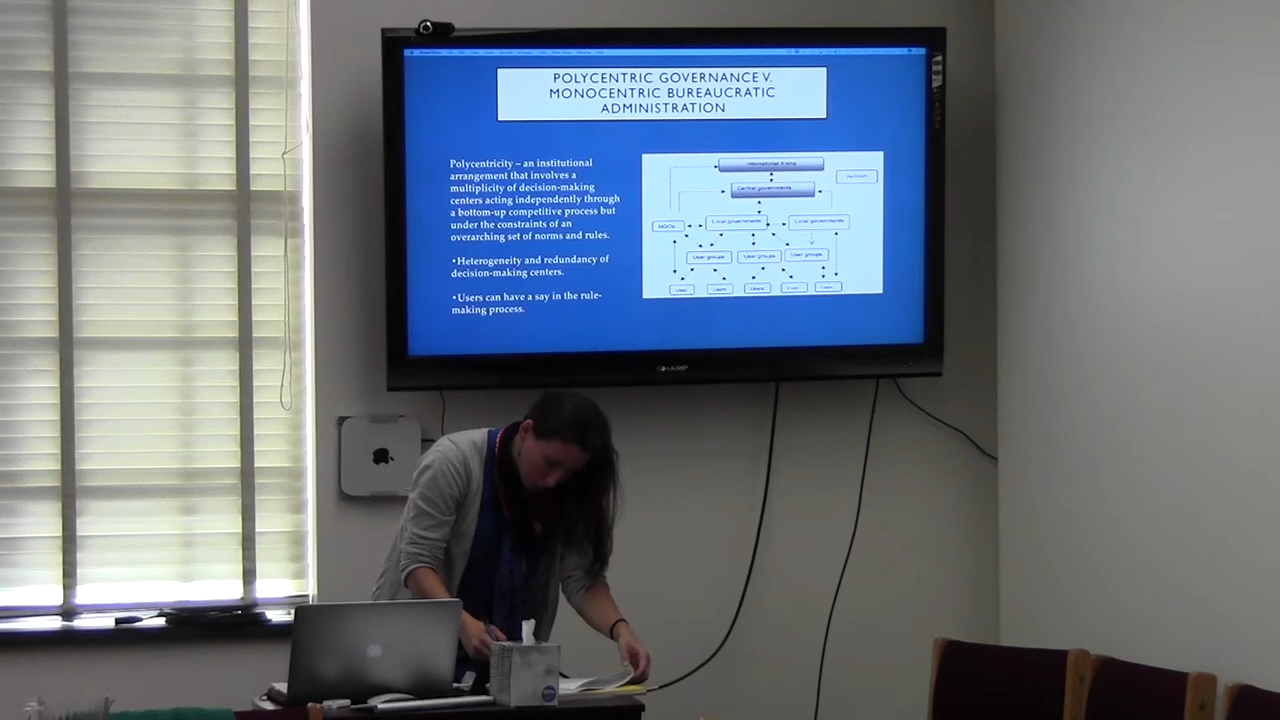 POLYCENTRIC GOVERNANCE V.
MONOCENTRIC BUREAUCRATIC
ADMINISTRATION
Polycentricity – an institutional
arrangement that involves a
multiplicity of decision-making
centers acting independently through
a bottom-up competitive process but
under the constraints of an
overarching set of norms and rules.
•Heterogeneity and redundancy of
decision-making centers.
•Users can have a say in the rule-
making process.
International Arena
Central governments
NGOs
Local governments
Local governments
User groups
User groups
User groups
Users
Users
SHARP